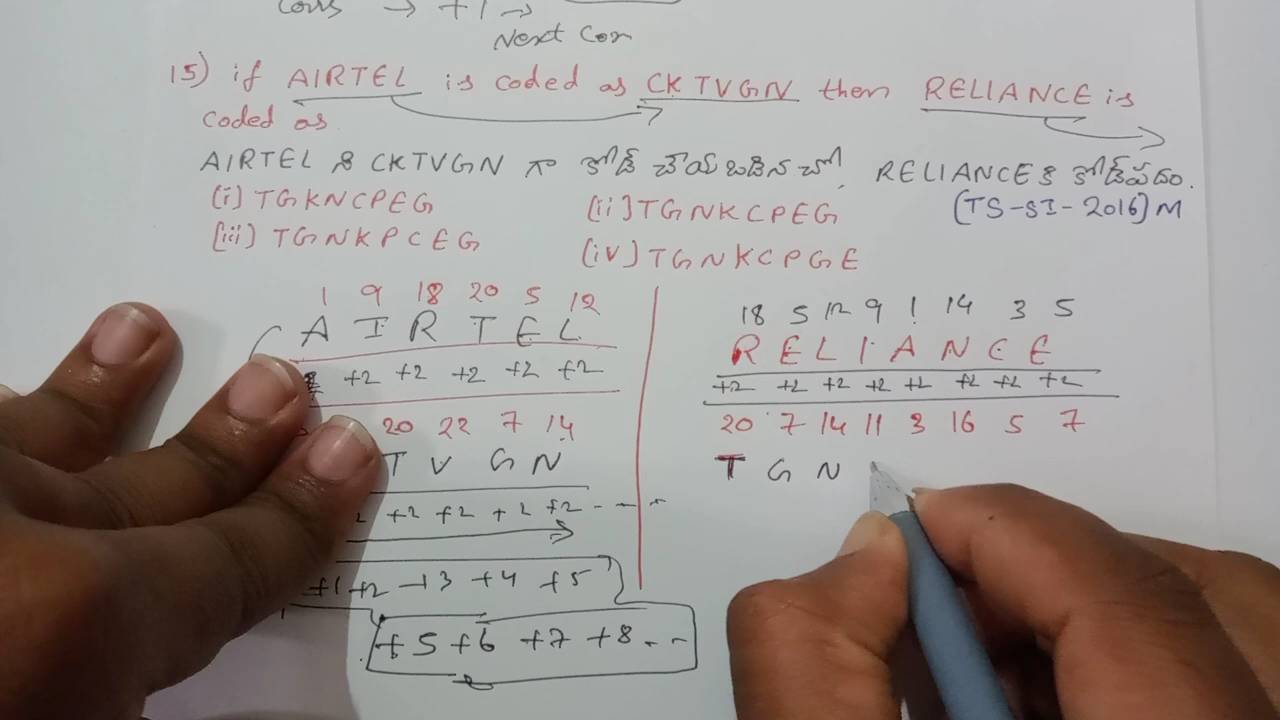 Cons → +1 →
Next Con
15) if AIRTEL is coded as CKTVGN then RELIANCE is
coded as
AIRTEL ని CKTVGN గా కోడ్ చేయబడిన చో, RELIANCE కి కోడ్‌పదం.
(i) TGKNCPEG (ii) TGNKCPEG (TS-SI-2016) M
(iii) TGNKPCEG (iv) TGNKCPGE
1 9 18 20 5 12
A I R T E L
+2 +2 +2 +2 +2
20 22 7 14
T V G N
+2 +2 +2 +2 - - -
+1 +2 +3 +4 +5
+5 +6 +7 +8 - -
18 5 12 9 1 14 3 5
R E L I A N C E
+2 +2 +2 +2 +2 +2 +2 +2
20 7 14 11 3 16 5 7
T G N